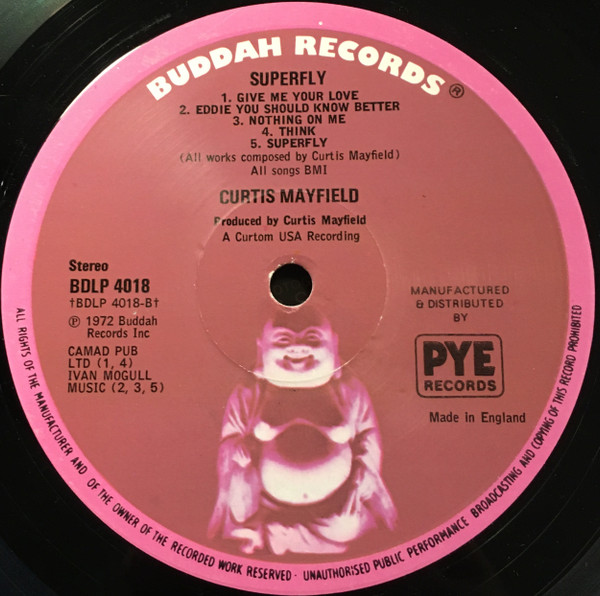 BUDDAH RECORDS®
SUPERFLY
1. GIVE ME YOUR LOVE
2. EDDIE YOU SHOULD KNOW BETTER
3. NOTHING ON ME
4. THINK
5. SUPERFLY
(All works composed by Curtis Mayfield)
All songs BMI
CURTIS MAYFIELD
Produced by Curtis Mayfield
A Curtom USA Recording
Stereo
BDLP 4018
†BDLP 4018-B†
℗ 1972 Buddah
Records Inc
CAMAD PUB
LTD (1, 4)
IVAN MOGULL
MUSIC (2, 3, 5)
MANUFACTURED
& DISTRIBUTED
BY
PYE
RECORDS
Made in England
ALL RIGHTS OF THE MANUFACTURER AND OF THE OWNER OF THE RECORDED WORK RESERVED · UNAUTHORISED PUBLIC PERFORMANCE BROADCASTING AND COPYING OF THIS RECORD PROHIBITED